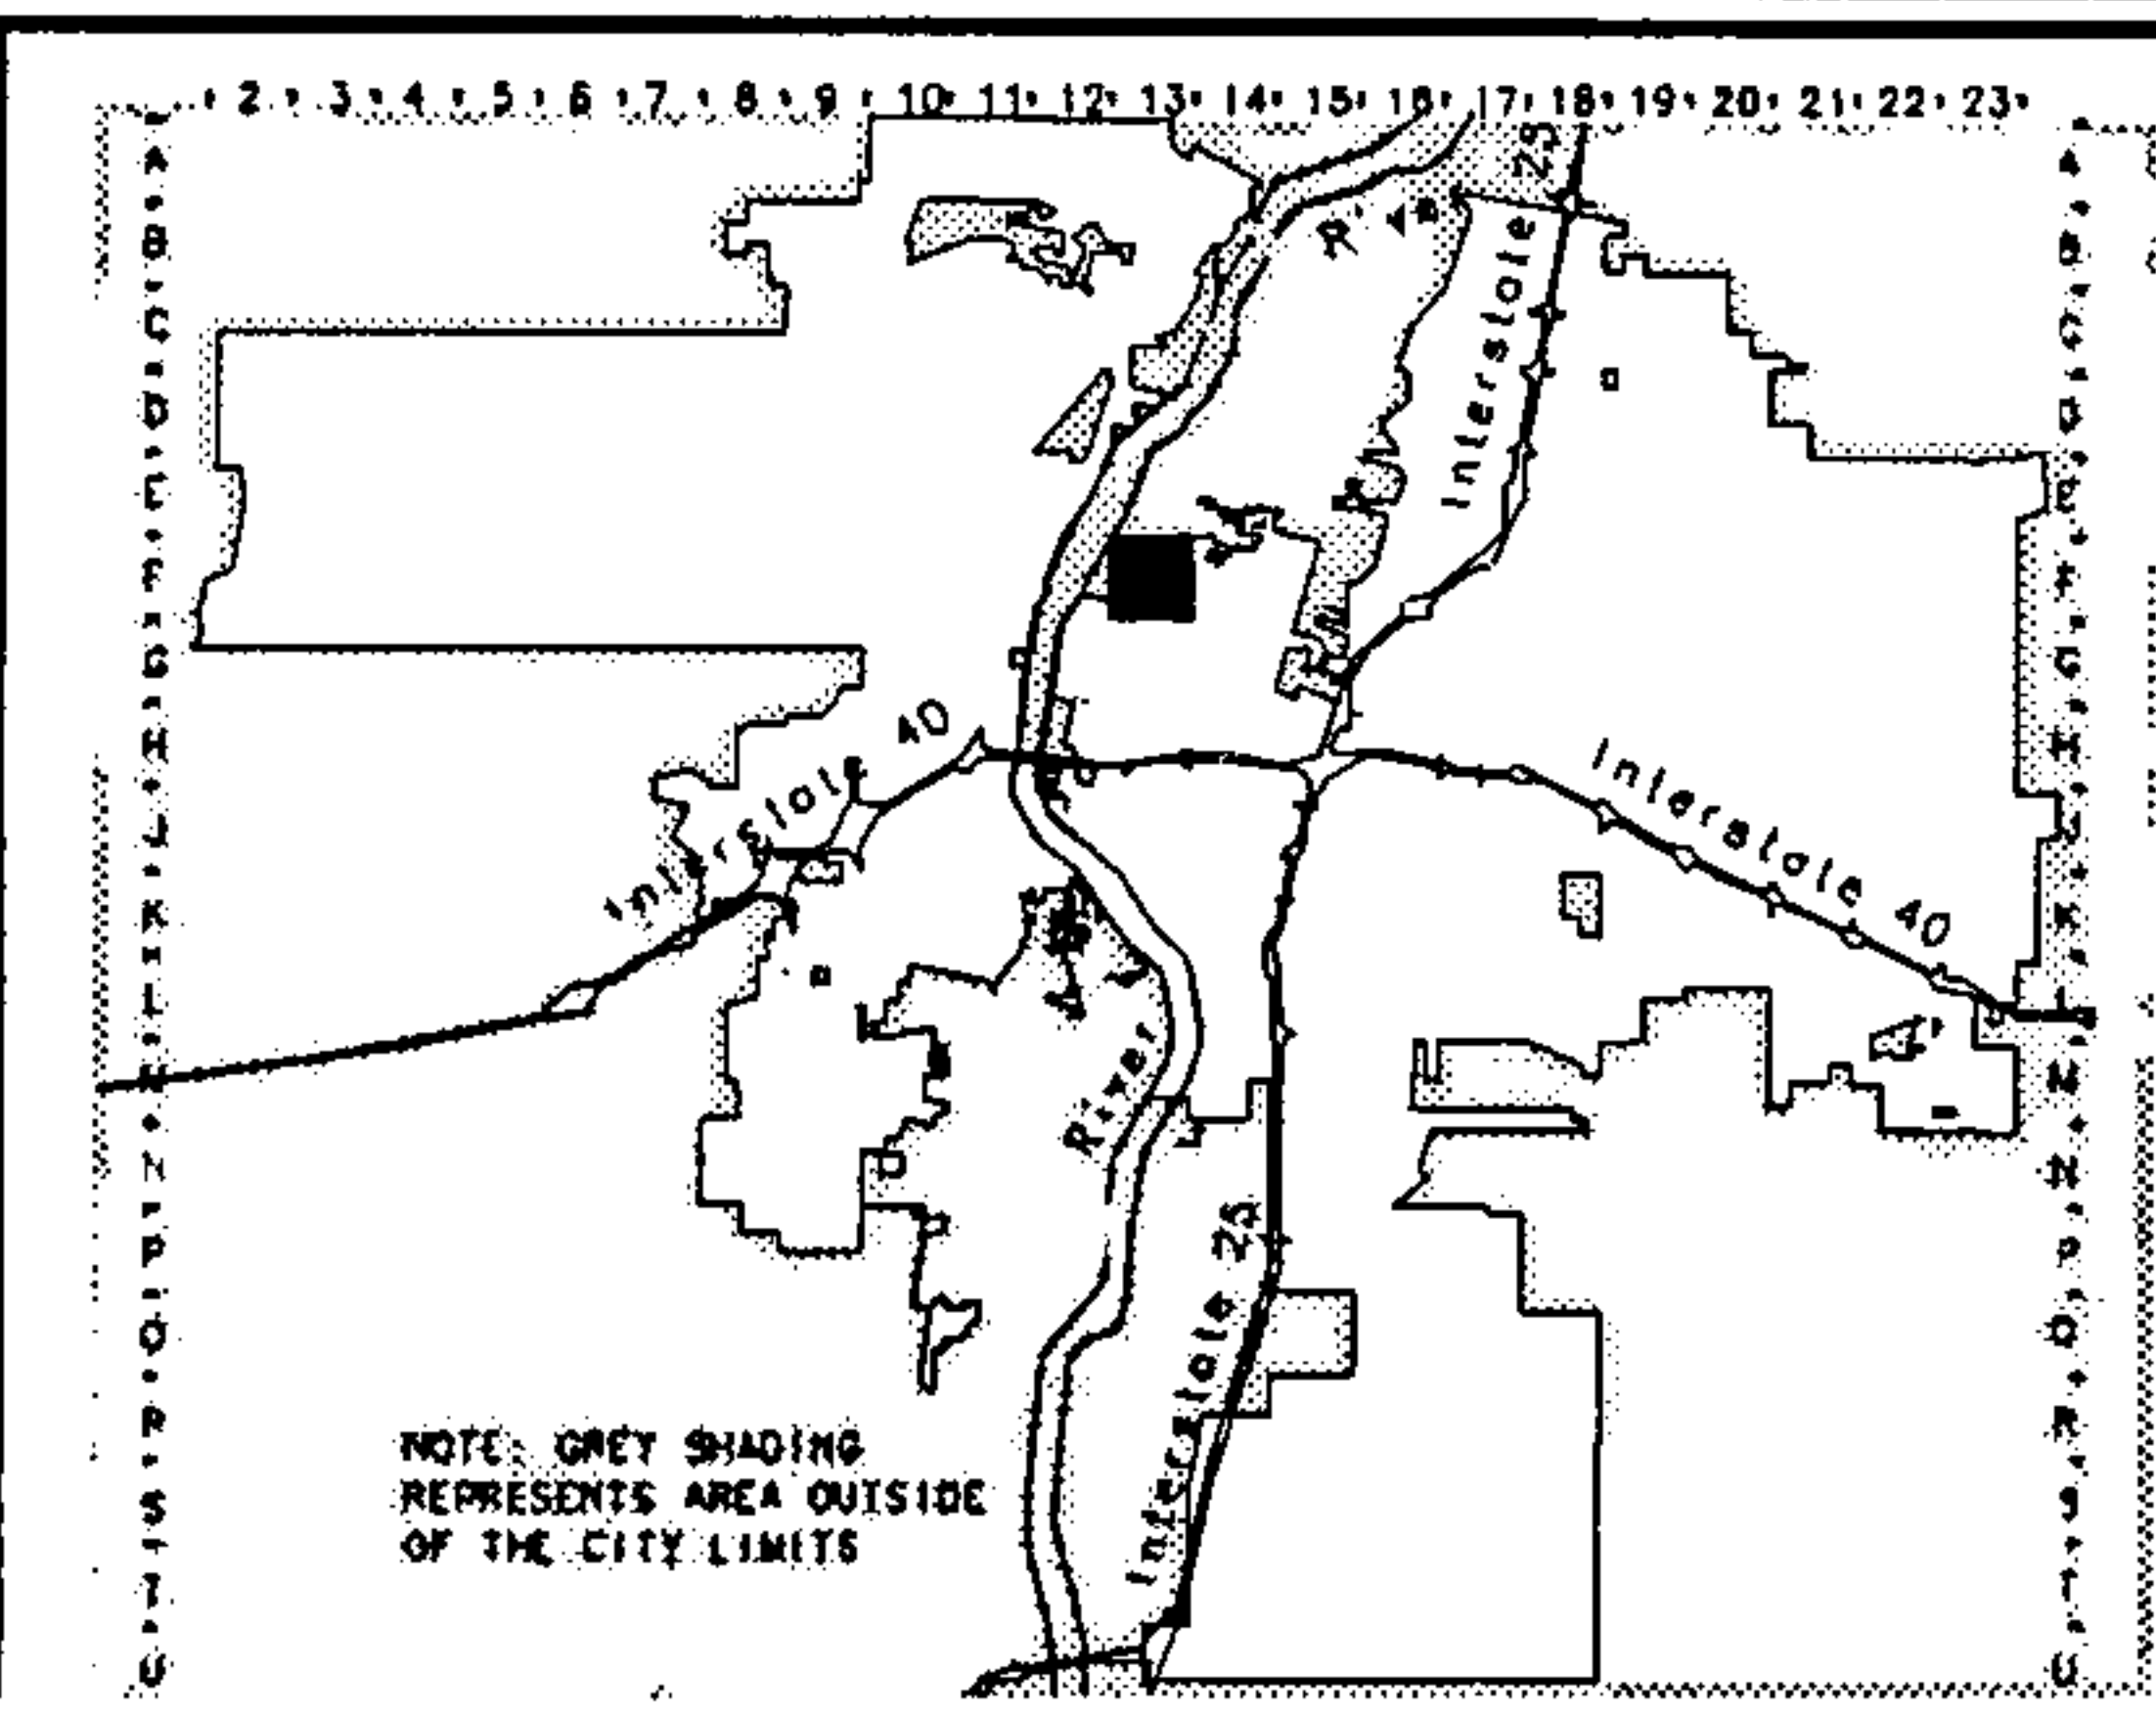 2 3 4 5 6 7 8 9 10 11 12 13 14 15 16 17 18 19 20 21 22 23
A
B
C
D
E
F
G
H
J
K
L
M
N
P
Q
R
S
T
U
Interstate 25
Interstate 40
Interstate 40
River
Interstate 25
NOTE: GREY SHADING
REPRESENTS AREA OUTSIDE
OF THE CITY LIMITS
A
B
C
D
E
F
G
H
J
K
L
M
N
P
Q
R
S
T
U